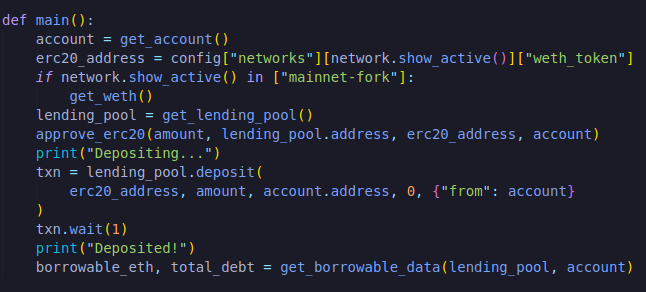 def main():
    account = get_account()
    erc20_address = config["networks"][network.show_active()]["weth_token"]
    if network.show_active() in ["mainnet-fork"]:
        get_weth()
    lending_pool = get_lending_pool()
    approve_erc20(amount, lending_pool.address, erc20_address, account)
    print("Depositing...")
    txn = lending_pool.deposit(
        erc20_address, amount, account.address, 0, {"from": account}
    )
    txn.wait(1)
    print("Deposited!")
    borrowable_eth, total_debt = get_borrowable_data(lending_pool, account)